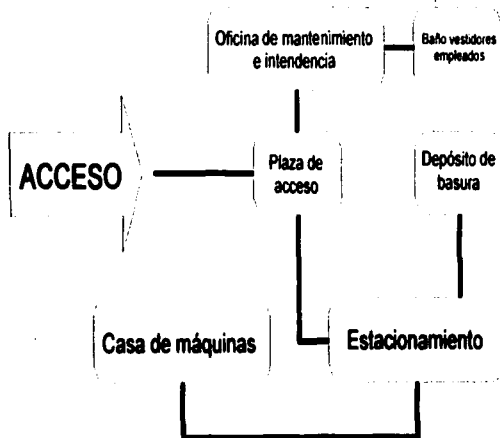 Oficina de mantenimiento
e intendencia
Baño vestidores
empleados
ACCESO
Plaza de
acceso
Depósito de
basura
Casa de máquinas
Estacionamiento